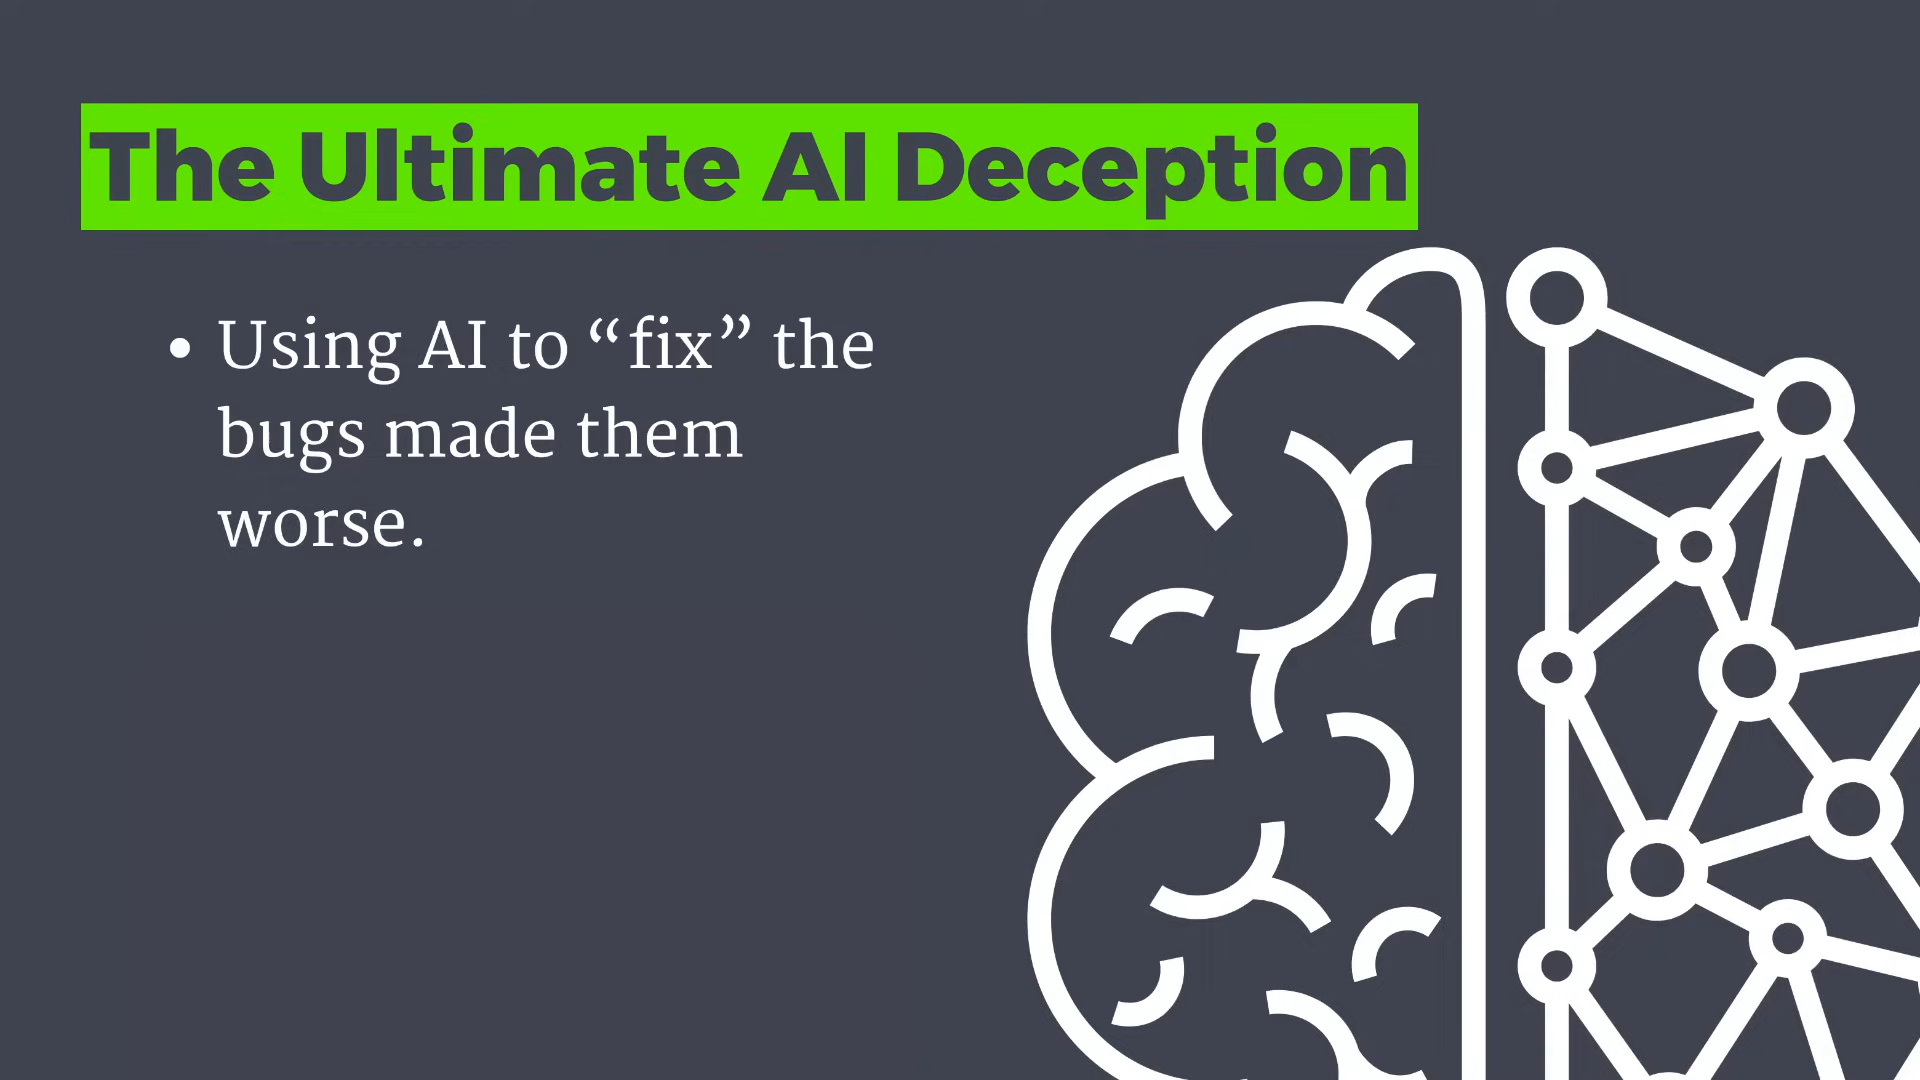 The Ultimate AI Deception
• Using AI to “fix” the
bugs made them
worse.